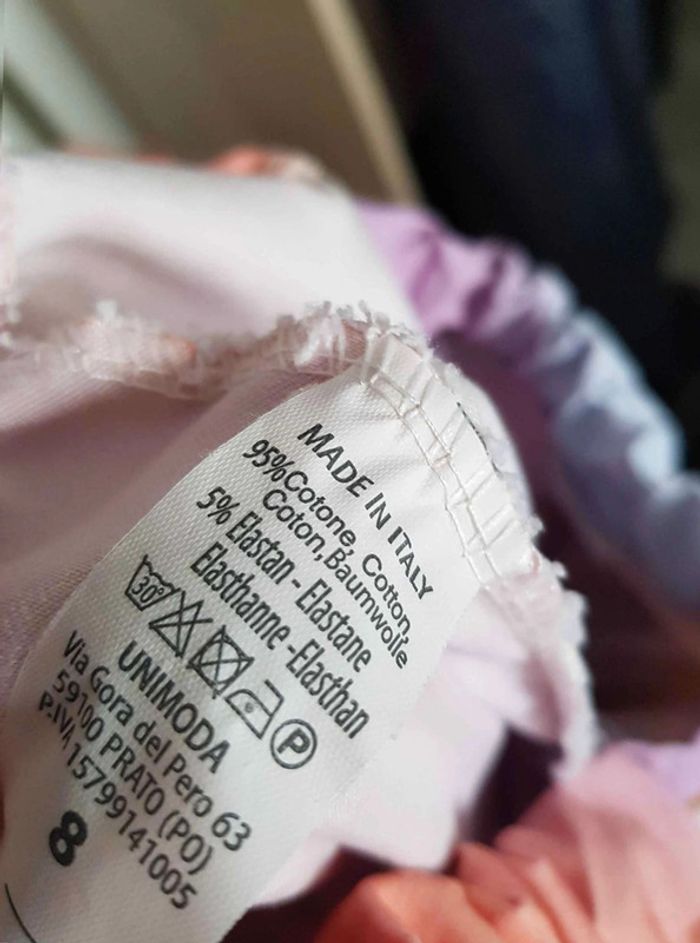 MADE IN ITALY
95%Cotone, Cotton,
Coton,Baumwolle
5% Elastan - Elastane
Elasthanne -Elasthan
30° P
UNIMODA
Via Gora del Pero 63
59100 PRATO (PO)
P.IVA 15799141005
8